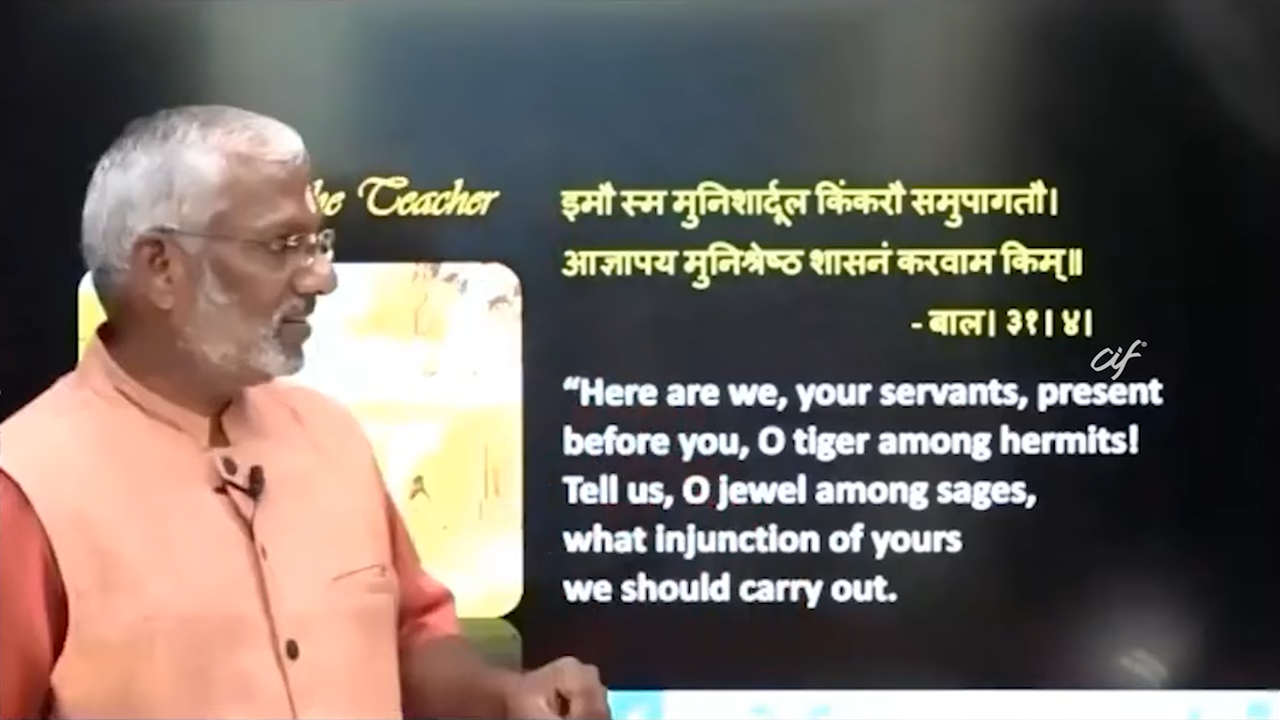 he Teacher
इमौ स्म मुनिशार्दूल किंकरौ समुपागतौ।
आज्ञापय मुनिश्रेष्ठ शासनं करवाम किम्॥
- बाल। ३१। ४।
cif
“Here are we, your servants, present
before you, O tiger among hermits!
Tell us, O jewel among sages,
what injunction of yours
we should carry out.